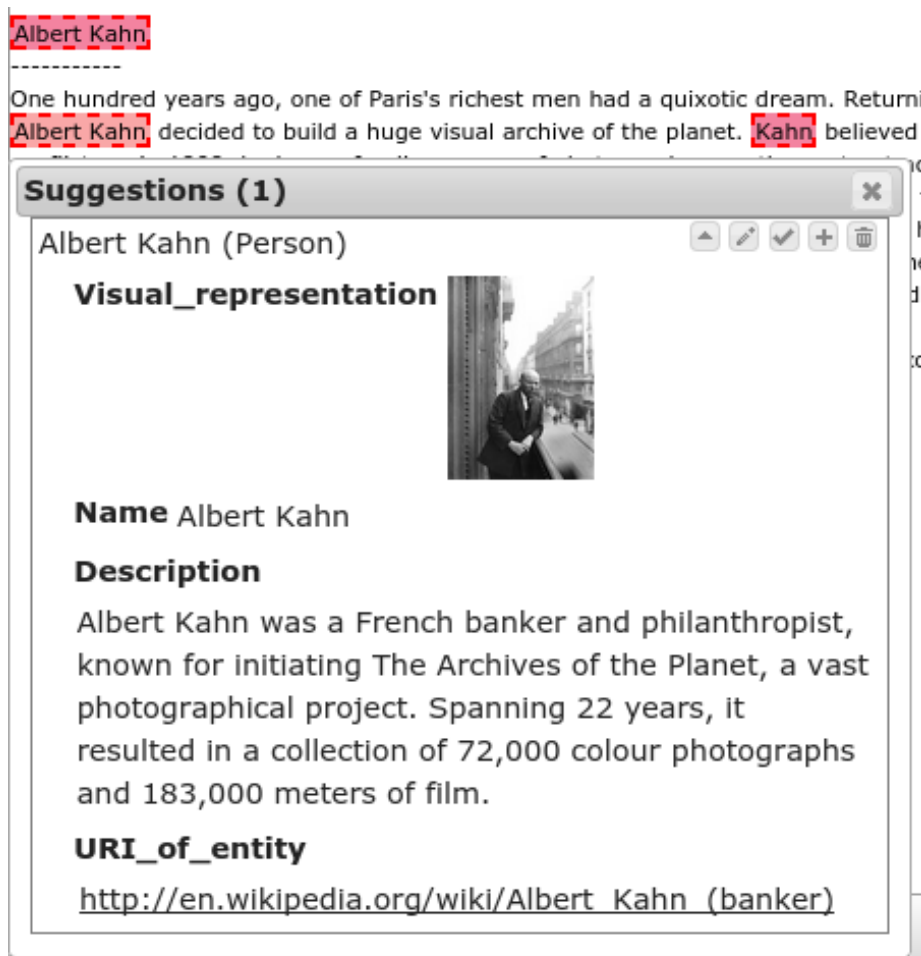 Albert Kahn
-----------
One hundred years ago, one of Paris's richest men had a quixotic dream.
Albert Kahn decided to build a huge visual archive of the planet. Kahn believed
Suggestions (1)
Albert Kahn (Person)
Visual_representation
Name Albert Kahn
Description
Albert Kahn was a French banker and philanthropist,
known for initiating The Archives of the Planet, a vast
photographical project. Spanning 22 years, it
resulted in a collection of 72,000 colour photographs
and 183,000 meters of film.
URI_of_entity
http://en.wikipedia.org/wiki/Albert_Kahn_(banker)